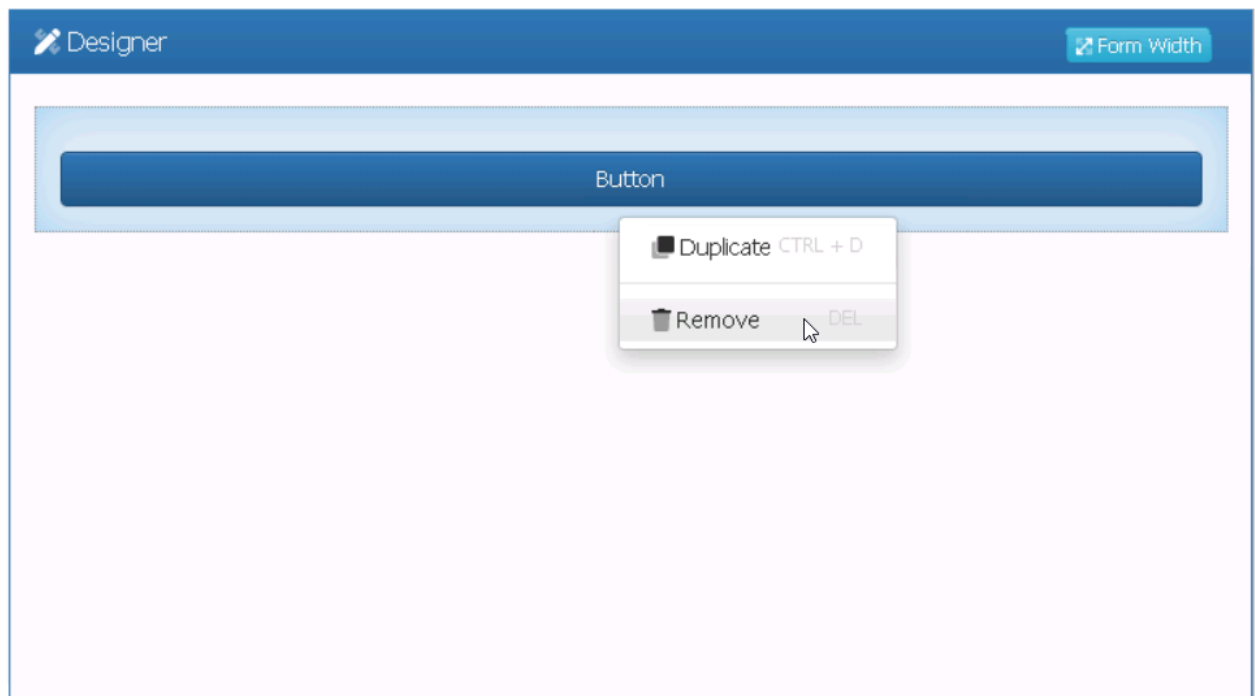 Designer
Form Width
Button
Duplicate CTRL + D
Remove DEL